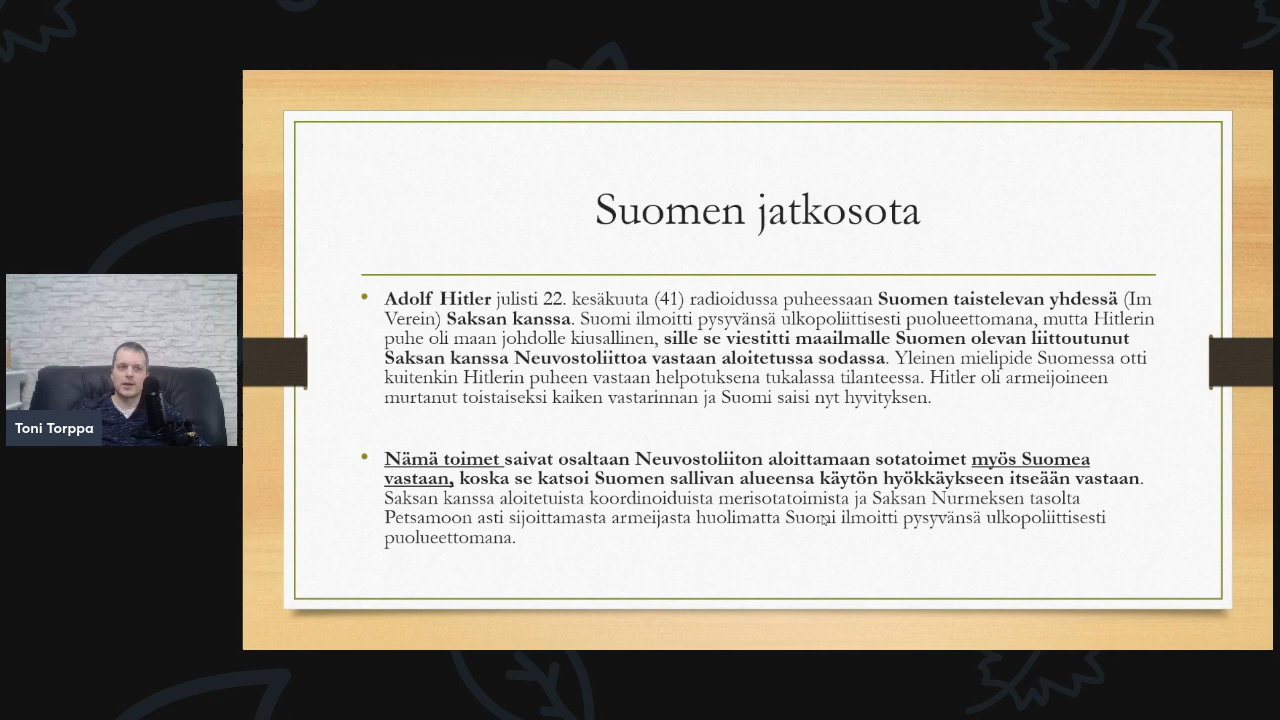 Suomen jatkosota
Adolf Hitler julisti 22. kesäkuuta (41) radioidussa puheessaan Suomen taistelevan yhdessä (Im
Verein) Saksan kanssa. Suomi ilmoitti pysyvänsä ulkopoliittisesti puolueettomana, mutta Hitlerin
puhe oli maan johdolle kiusallinen, sille se viestitti maailmalle Suomen olevan liittoutunut
Saksan kanssa Neuvostoliittoa vastaan aloitetussa sodassa. Yleinen mielipide Suomessa otti
kuitenkin Hitlerin puheen vastaan helpotuksena tukalassa tilanteessa. Hitler oli armeijoineen
murtanut toistaiseksi kaiken vastarinnan ja Suomi saisi nyt hyvityksen.
Nämä toimet saivat osaltaan Neuvostoliiton aloittamaan sotatoimet myös Suomea
vastaan, koska se katsoi Suomen sallivan alueensa käytön hyökkäykseen itseään vastaan.
Saksan kanssa aloitetuista koordinoiduista merisotatoimista ja Saksan Nurmeksen tasolta
Petsamoon asti sijoittamasta armeijasta huolimatta Suomi ilmoitti pysyvänsä ulkopoliittisesti
puolueettomana.
Toni Torppa